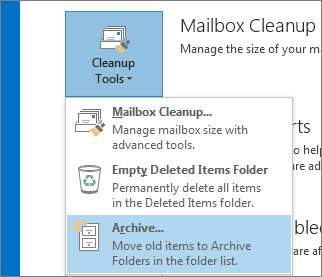 Mailbox Cleanup
Manage the size of your
Cleanup
Tools
Mailbox Cleanup...
Manage mailbox size with
advanced tools.
Empty Deleted Items Folder
Permanently delete all items
in the Deleted Items folder.
Archive...
Move old items to Archive
Folders in the folder list.